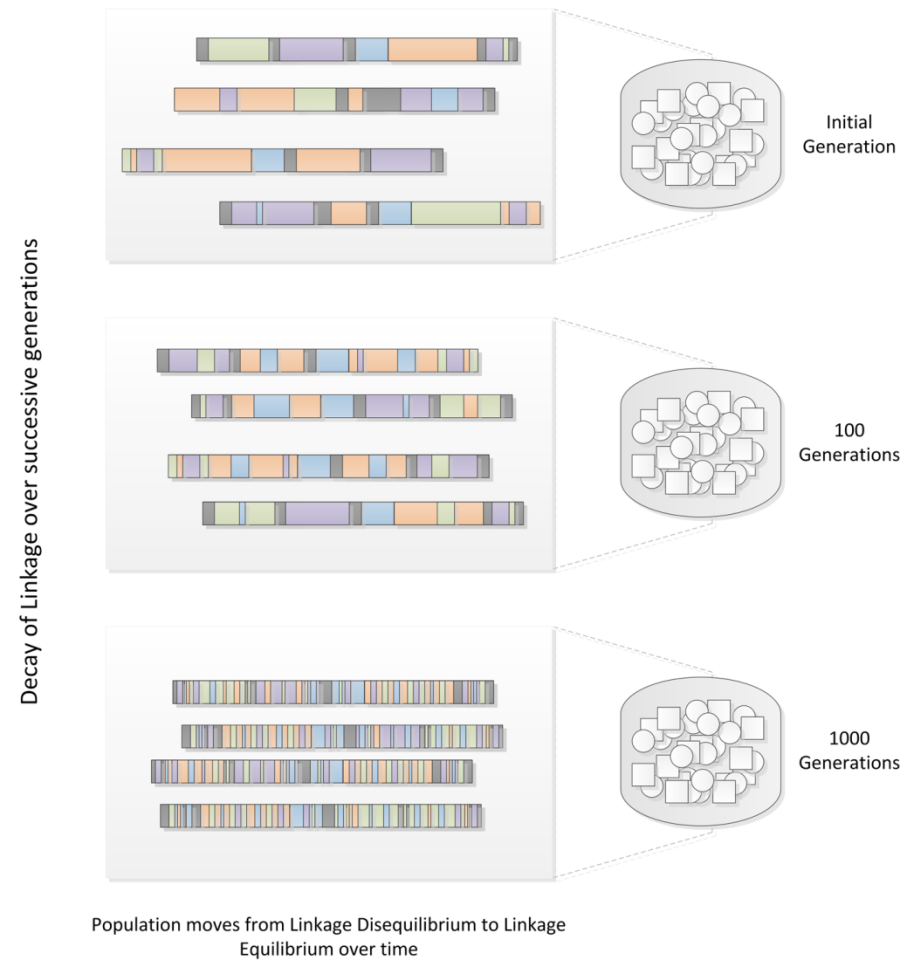 Initial
Generation
Decay of Linkage over successive generations
100
Generations
1000
Generations
Population moves from Linkage Disequilibrium to Linkage
Equilibrium over time